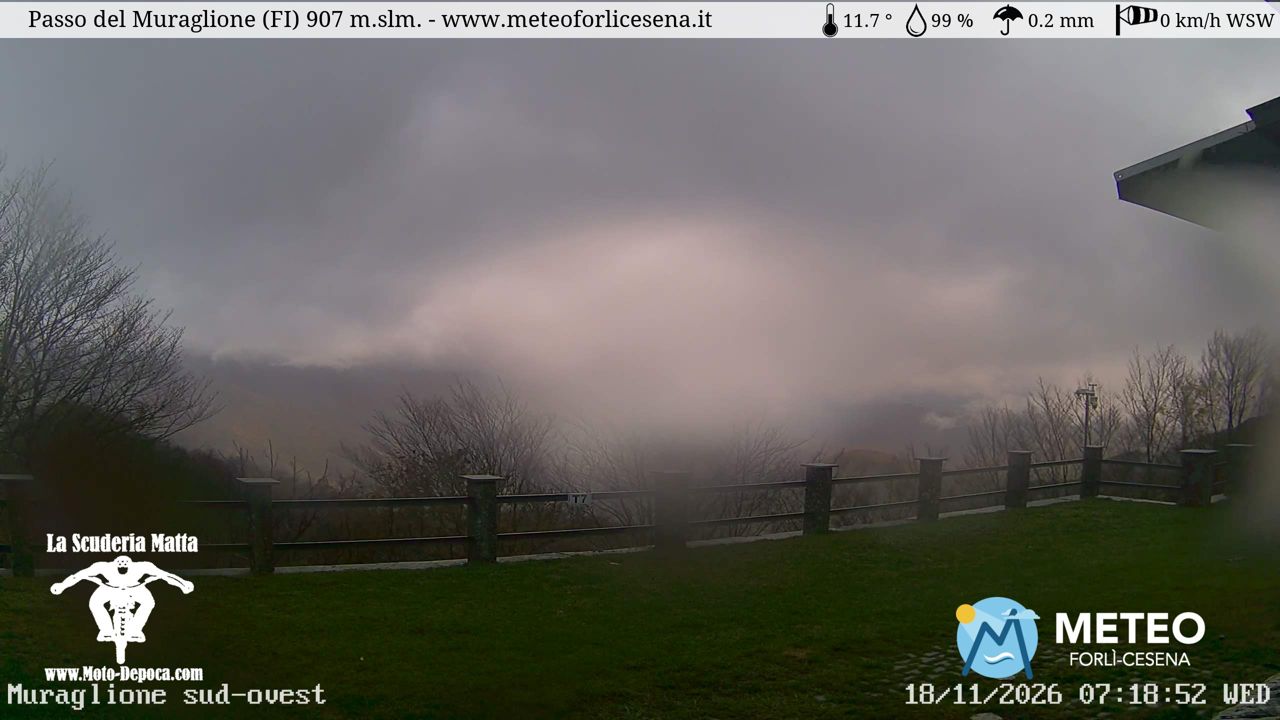 Passo del Muraglione (FI) 907 m.slm. - www.meteoforlicesena.it 11.7 ° 99 % 0.2 mm 0 km/h WSW
17
La Scuderia Matta
www.Moto-Depoca.com
METEO
FORLÌ-CESENA
Muraglione sud-ovest 18/11/2026 07:18:52 WED